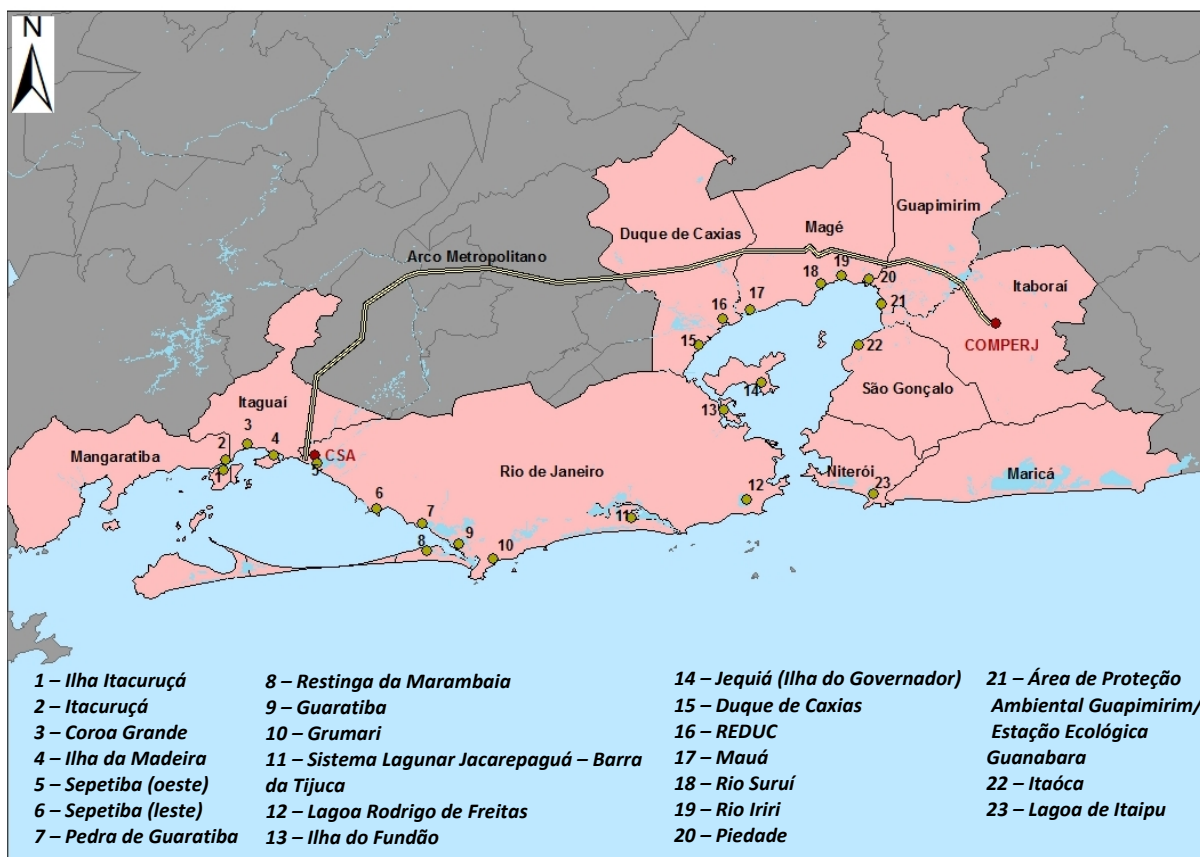 N
Guapimirim
Duque de Caxias
Magé
Arco Metropolitano
Itaboraí
COMPERJ
São Gonçalo
Itaguaí
Mangaratiba
CSA
Rio de Janeiro
Niterói
Maricá
1
2
3
4
5
6
7
8
9
10
11
12
13
14
15
16
17
18
19
20
21
22
23
1 – Ilha Itacuruçá
2 – Itacuruçá
3 – Coroa Grande
4 – Ilha da Madeira
5 – Sepetiba (oeste)
6 – Sepetiba (leste)
7 – Pedra de Guaratiba
8 – Restinga da Marambaia
9 – Guaratiba
10 – Grumari
11 – Sistema Lagunar Jacarepaguá – Barra
da Tijuca
12 – Lagoa Rodrigo de Freitas
13 – Ilha do Fundão
14 – Jequiá (Ilha do Governador)
15 – Duque de Caxias
16 – REDUC
17 – Mauá
18 – Rio Suruí
19 – Rio Iriri
20 – Piedade
21 – Área de Proteção
Ambiental Guapimirim/
Estação Ecológica
Guanabara
22 – Itaóca
23 – Lagoa de Itaipu